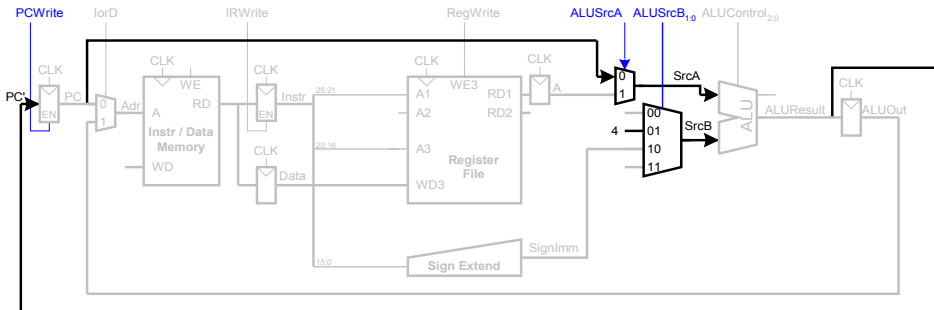 PCWrite IorD IRWrite RegWrite ALUSrcA ALUSrcB1:0 ALUControl2:0
CLK CLK CLK CLK CLK CLK
PC' PC EN 0 1 Adr
WE A RD Instr / Data Memory WD
EN Instr
CLK Data
25:21 20:16 15:0
WE3 A1 RD1 A2 RD2 A3 Register File WD3
A
0 1 SrcA
4 00 01 10 11 SrcB
ALU ALUResult ALUOut
SignImm
Sign Extend